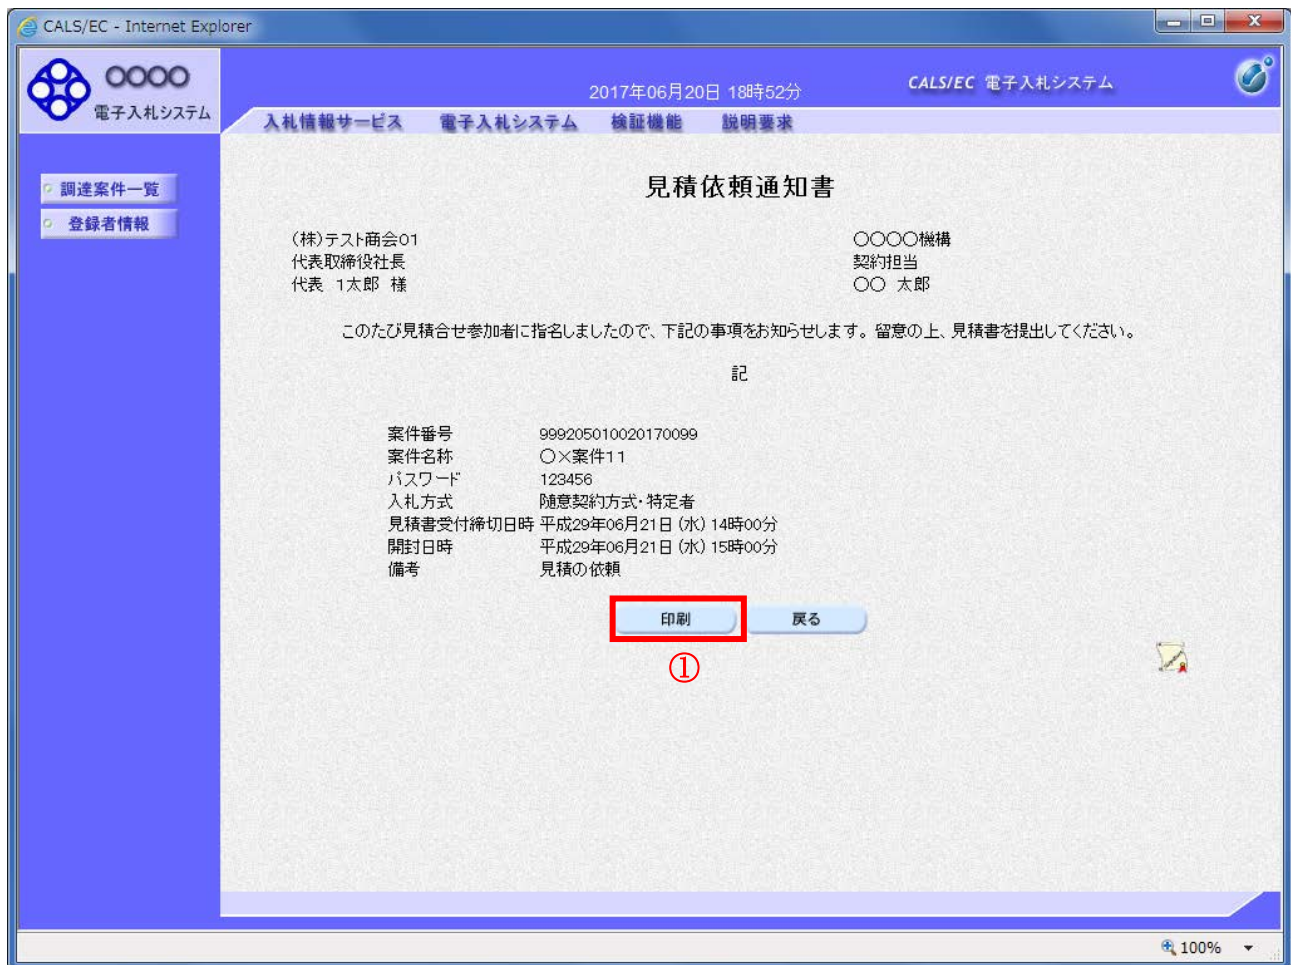 CALS/EC - Internet Explorer
〇〇〇〇
電子入札システム
2017年06月20日 18時52分
CALS/EC 電子入札システム
入札情報サービス 電子入札システム 検証機能 説明要求
調達案件一覧
登録者情報
見積依頼通知書
(株)テスト商会01
代表取締役社長
代表 1太郎 様
〇〇〇〇機構
契約担当
〇〇 太郎
このたび見積合せ参加者に指名しましたので、下記の事項をお知らせします。留意の上、見積書を提出してください。
記
案件番号 999205010020170099
案件名称 〇×案件11
パスワード 123456
入札方式 随意契約方式・特定者
見積書受付締切日時 平成29年06月21日(水) 14時00分
開封日時 平成29年06月21日(水) 15時00分
備考 見積の依頼
印刷 戻る
①
100%